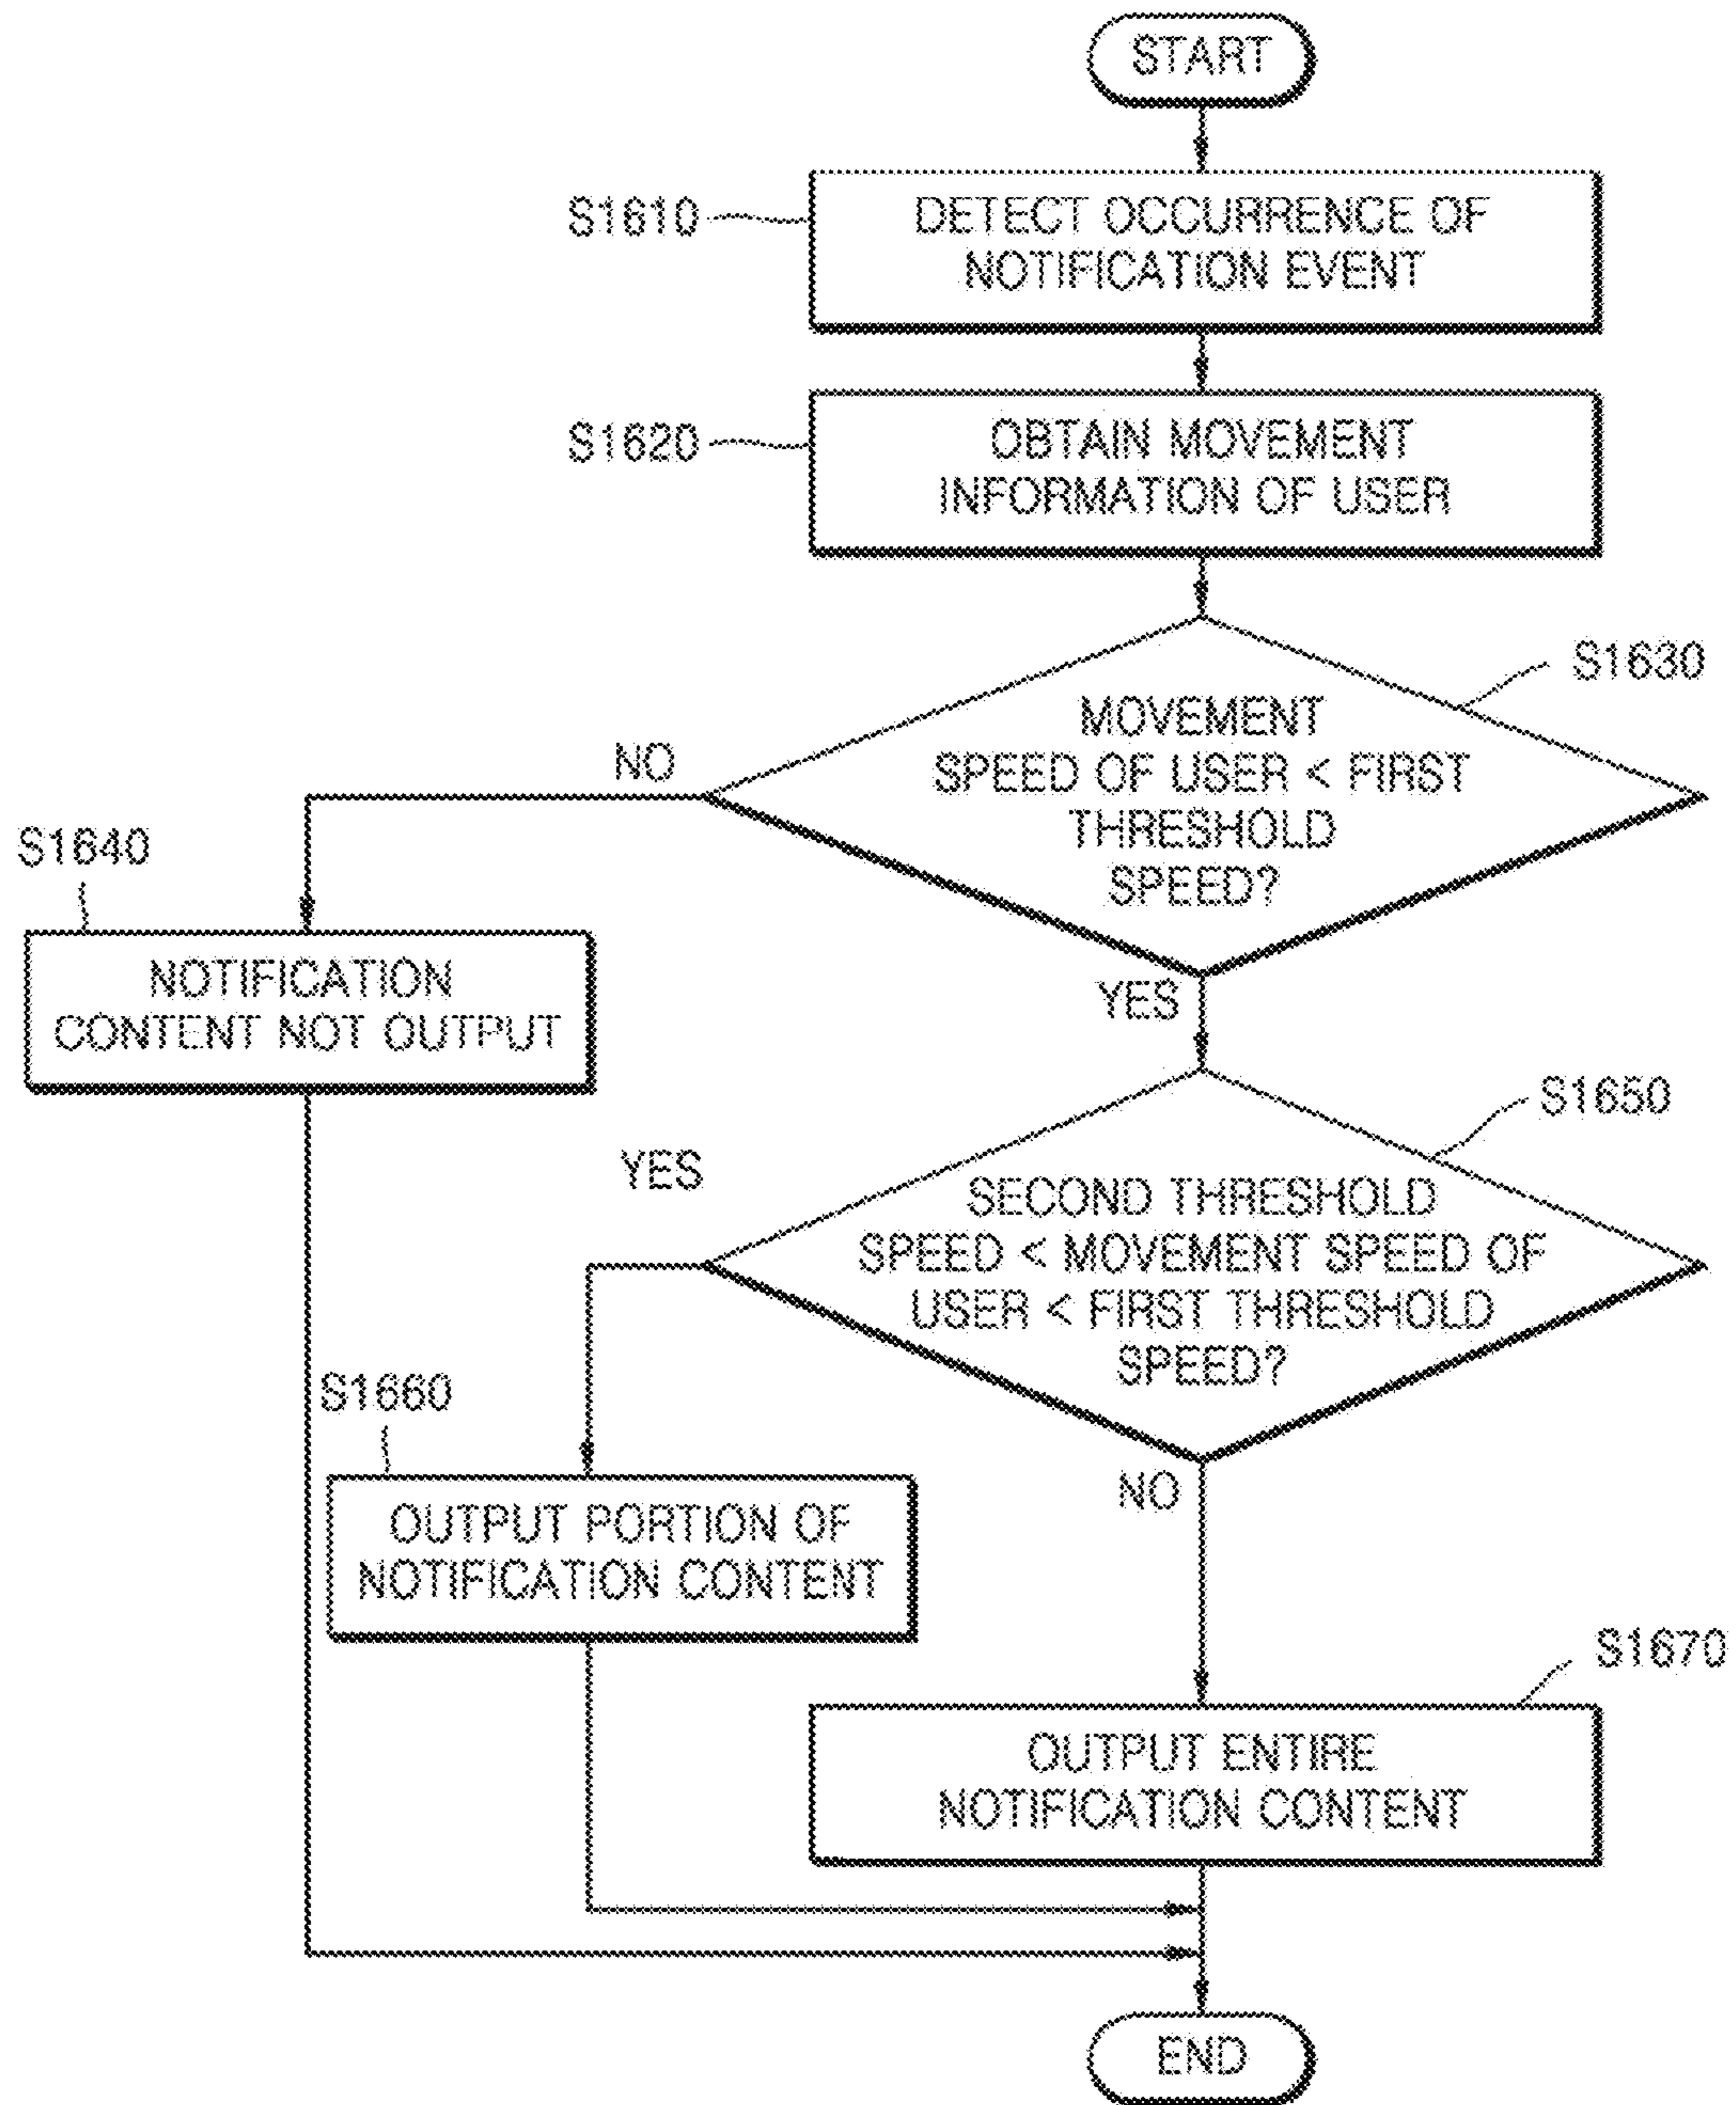 START
S1610
DETECT OCCURRENCE OF
NOTIFICATION EVENT
S1620
OBTAIN MOVEMENT
INFORMATION OF USER
S1630
MOVEMENT
SPEED OF USER < FIRST
THRESHOLD
SPEED?
NO
YES
S1640
NOTIFICATION
CONTENT NOT OUTPUT
S1650
SECOND THRESHOLD
SPEED < MOVEMENT SPEED OF
USER < FIRST THRESHOLD
SPEED?
YES
NO
S1660
OUTPUT PORTION OF
NOTIFICATION CONTENT
S1670
OUTPUT ENTIRE
NOTIFICATION CONTENT
END